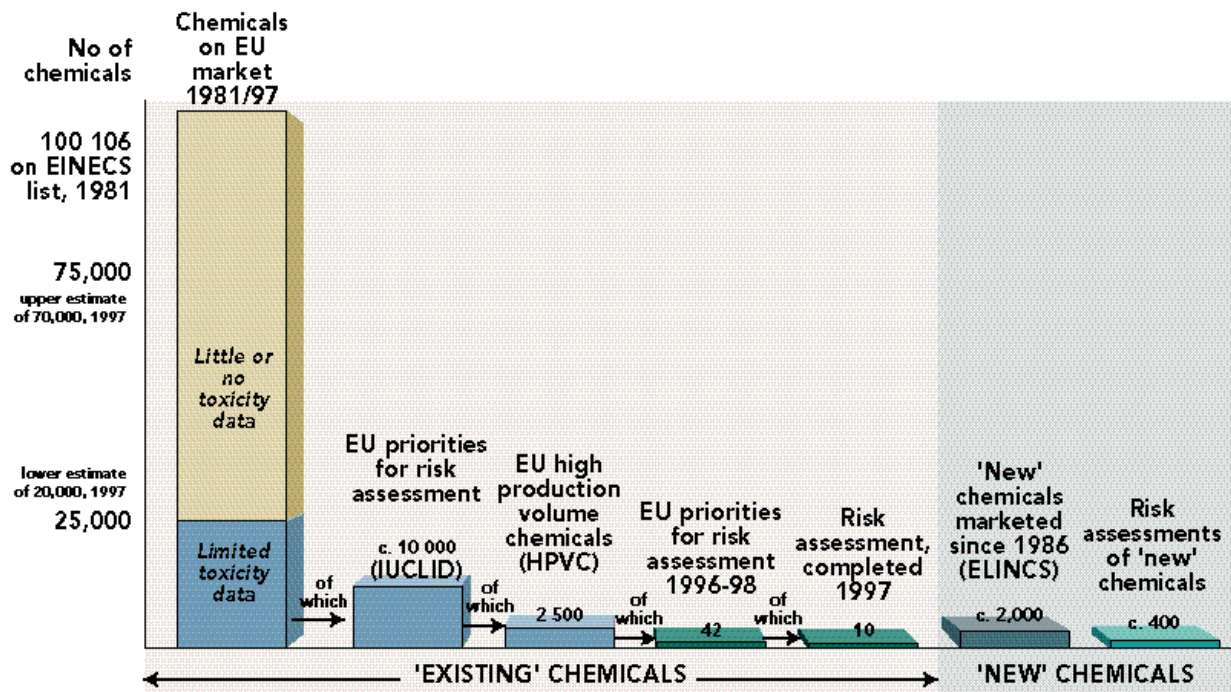 No of
chemicals
Chemicals
on EU
market
1981/97
100 106
on EINECS
list, 1981
75,000
upper estimate
of 70,000, 1997
lower estimate
of 20,000, 1997
25,000
Little or
no
toxicity
data
Limited
toxicity
data
of
which
EU priorities
for risk
assessment
c. 10 000
(IUCLID)
of
which
EU high
production
volume
chemicals
(HPVC)
2 500
of
which
EU priorities
for risk
assessment
1996-98
42
of
which
Risk
assessment,
completed
1997
10
'New'
chemicals
marketed
since 1986
(ELINCS)
c. 2,000
Risk
assessments
of 'new'
chemicals
c. 400
'EXISTING' CHEMICALS
'NEW' CHEMICALS